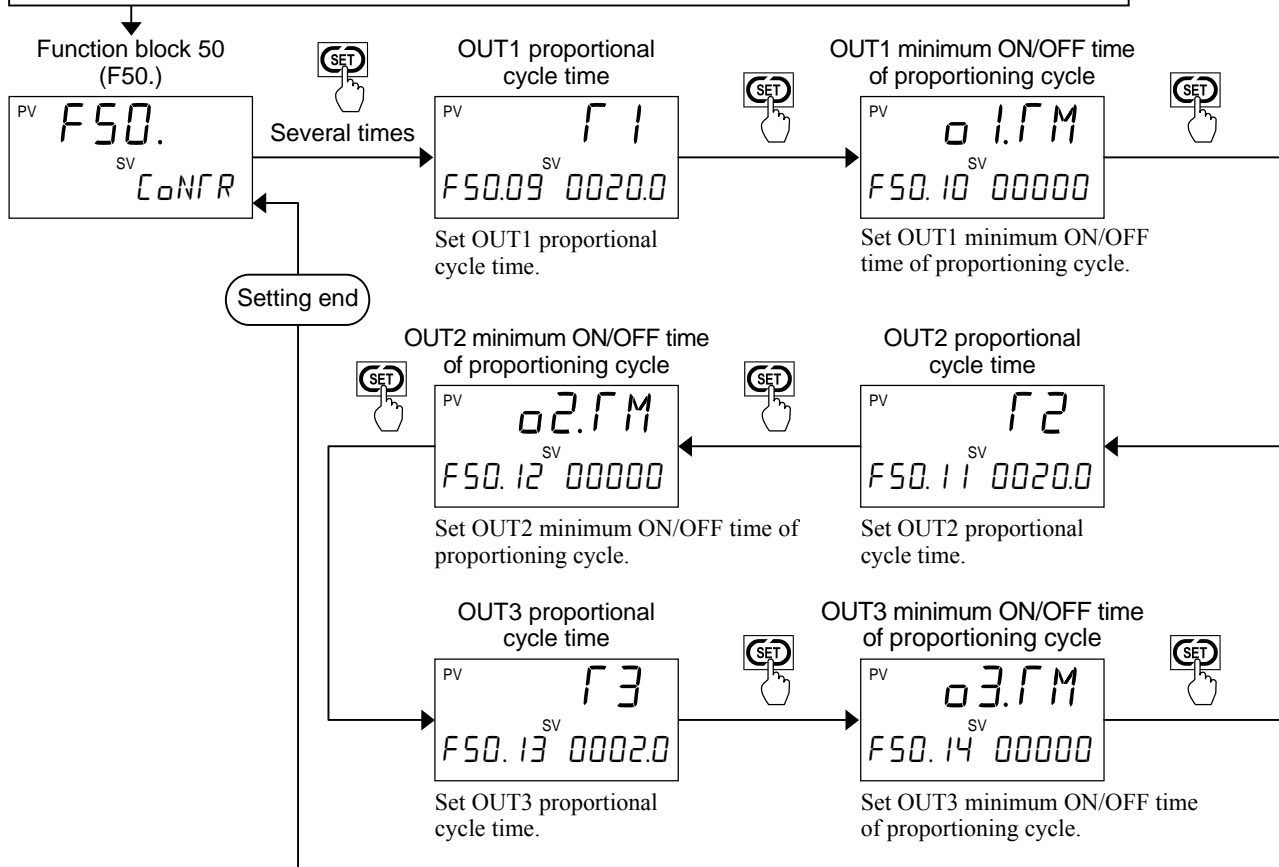 Function block 50
(F50.)
PV
F50.
SV
CoNTR
SET
Several times
OUT1 proportional
cycle time
PV
T1
SV
F50.09 0020.0
Set OUT1 proportional
cycle time.
SET
OUT1 minimum ON/OFF time
of proportioning cycle
PV
o1.TM
SV
F50.10 00000
Set OUT1 minimum ON/OFF
time of proportioning cycle.
SET
Setting end
OUT2 proportional
cycle time
PV
T2
SV
F50.11 0020.0
Set OUT2 proportional
cycle time.
SET
OUT2 minimum ON/OFF time
of proportioning cycle
PV
o2.TM
SV
F50.12 00000
Set OUT2 minimum ON/OFF time of
proportioning cycle.
SET
OUT3 proportional
cycle time
PV
T3
SV
F50.13 0002.0
Set OUT3 proportional
cycle time.
SET
OUT3 minimum ON/OFF time
of proportioning cycle
PV
o3.TM
SV
F50.14 00000
Set OUT3 minimum ON/OFF time
of proportioning cycle.
SET